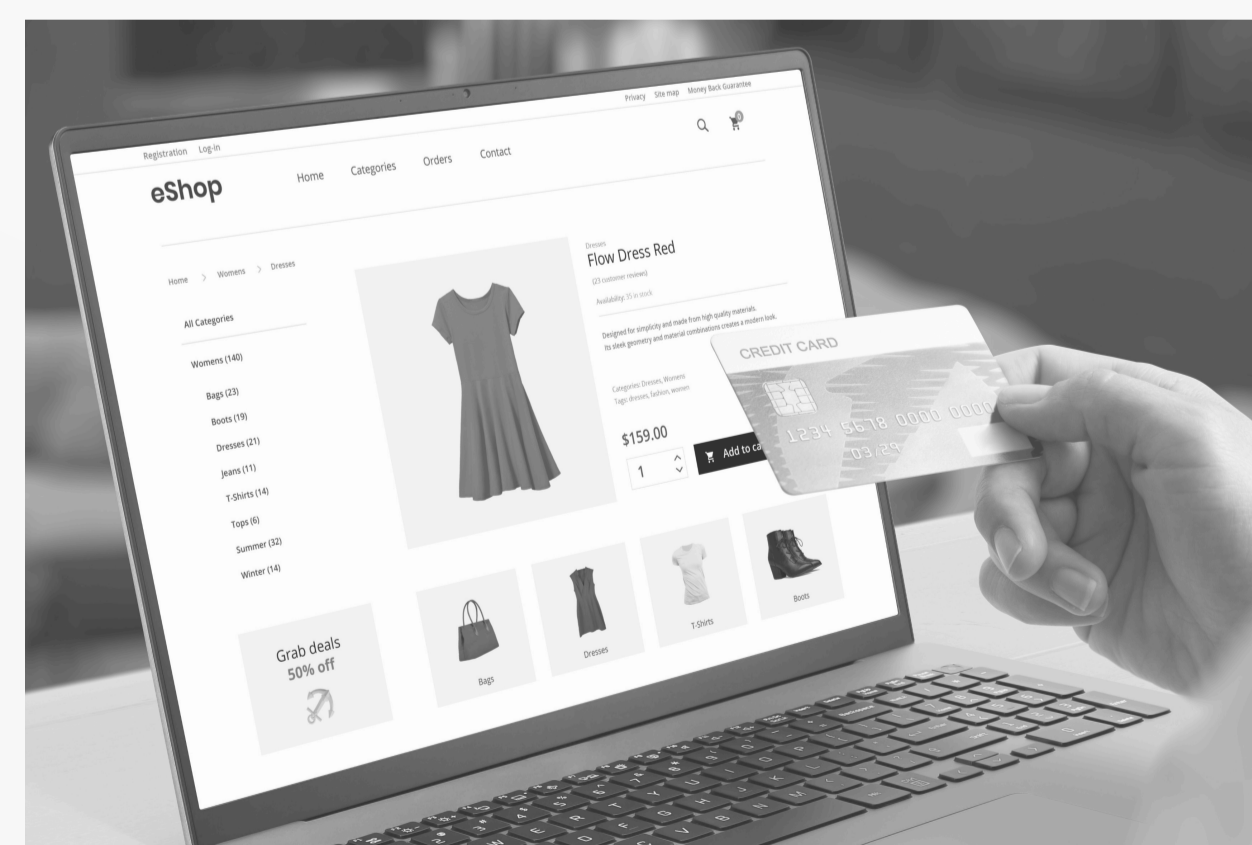 Privacy Site map Money Back Guarantee
Registration Log-in
eShop
Home Categories Orders Contact
0
Home > Womens > Dresses
All Categories
Womens (140)
Bags (23)
Boots (19)
Dresses (21)
Jeans (11)
T-Shirts (14)
Tops (6)
Summer (32)
Winter (14)
Grab deals
50% off
Dresses
Flow Dress Red
(23 customer reviews)
Availability: 35 in stock
Designed for simplicity and made from high quality materials.
Its sleek geometry and material combinations creates a modern look.
Categories: Dresses, Womens
Tags: dresses, fashion, women
$159.00
1
Add to ca
Bags
Dresses
T-Shirts
Boots
CREDIT CARD
1234 5678 0000 0000
03/29